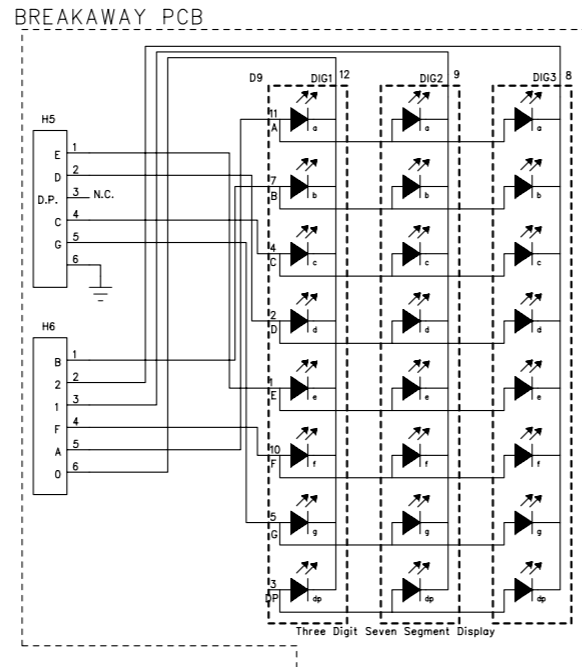 BREAKAWAY PCB
D9 DIG1 12 DIG2 9 DIG3 8
H5
E 1
D 2
D.P. 3 N.C.
C 4
G 5
6
H6
B 1
2 2
1 3
F 4
A 5
0 6
11 A a a a
7 B b b b
4 C c c c
2 D d d d
1 E e e e
10 F f f f
5 G g g g
3 DP dp dp dp
Three Digit Seven Segment Display